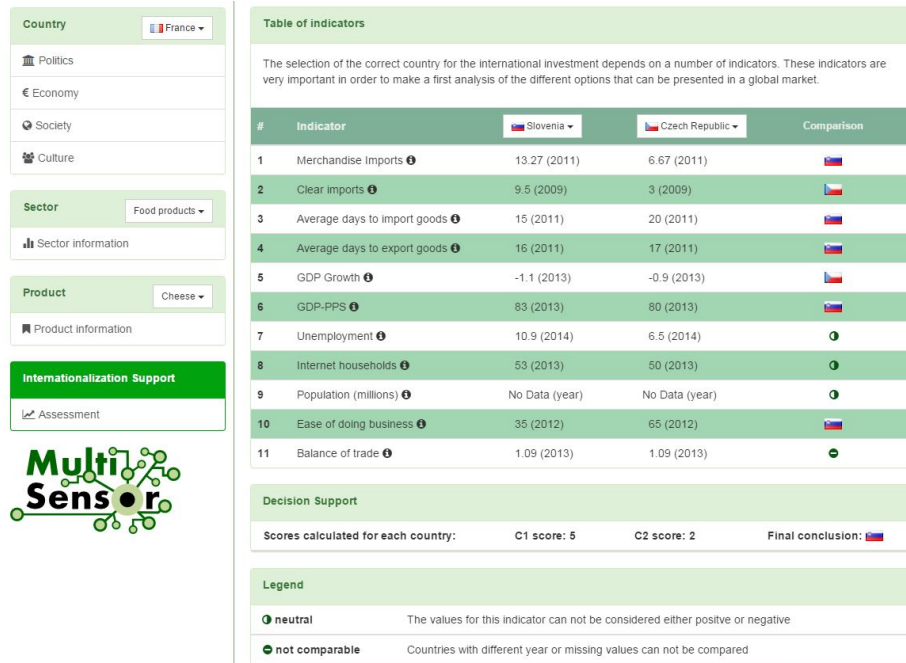 Country France
Politics
€ Economy
Society
Culture
Sector Food products
Sector information
Product Cheese
Product information
Internationalization Support
Assessment
Multi
Sensor
Table of indicators
The selection of the correct country for the international investment depends on a number of indicators. These indicators are
very important in order to make a first analysis of the different options that can be presented in a global market.
# Indicator Slovenia Czech Republic Comparison
1 Merchandise Imports 13.27 (2011) 6.67 (2011)
2 Clear imports 9.5 (2009) 3 (2009)
3 Average days to import goods 15 (2011) 20 (2011)
4 Average days to export goods 16 (2011) 17 (2011)
5 GDP Growth -1.1 (2013) -0.9 (2013)
6 GDP-PPS 83 (2013) 80 (2013)
7 Unemployment 10.9 (2014) 6.5 (2014)
8 Internet households 53 (2013) 50 (2013)
9 Population (millions) No Data (year) No Data (year)
10 Ease of doing business 35 (2012) 65 (2012)
11 Balance of trade 1.09 (2013) 1.09 (2013)
Decision Support
Scores calculated for each country: C1 score: 5 C2 score: 2 Final conclusion:
Legend
neutral The values for this indicator can not be considered either positve or negative
not comparable Countries with different year or missing values can not be compared